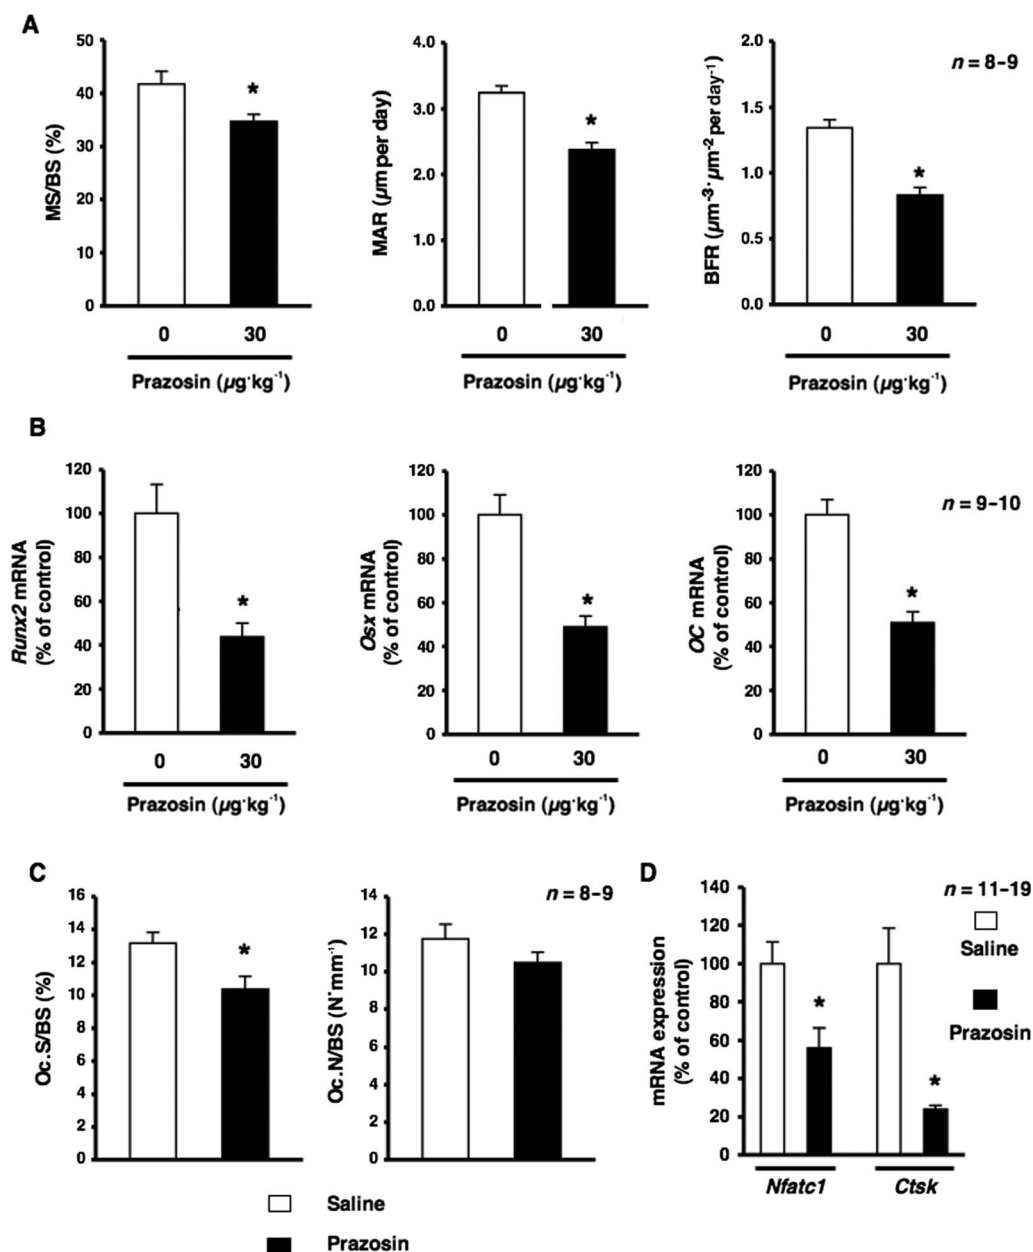 A
MS/BS (%)
50
40
30
20
10
0
0 30
Prazosin (µg·kg⁻¹)
MAR (µm per day)
4.0
3.0
2.0
1.0
0.0
0 30
Prazosin (µg·kg⁻¹)
BFR (µm⁻³·µm⁻² per day⁻¹)
2.0
1.5
1.0
0.5
0.0
0 30
Prazosin (µg·kg⁻¹)
n = 8–9
*
*
*
B
Runx2 mRNA
(% of control)
120
100
80
60
40
20
0
0 30
Prazosin (µg·kg⁻¹)
Osx mRNA
(% of control)
120
100
80
60
40
20
0
0 30
Prazosin (µg·kg⁻¹)
OC mRNA
(% of control)
120
100
80
60
40
20
0
0 30
Prazosin (µg·kg⁻¹)
n = 9–10
*
*
*
C
Oc.S/BS (%)
16
14
12
10
8
6
4
2
0
*
Oc.N/BS (N·mm⁻¹)
14
12
10
8
6
4
2
0
n = 8–9
Saline
Prazosin
D
mRNA expression
(% of control)
140
120
100
80
60
40
20
0
*
*
Nfatc1 Ctsk
n = 11–19
Saline
Prazosin